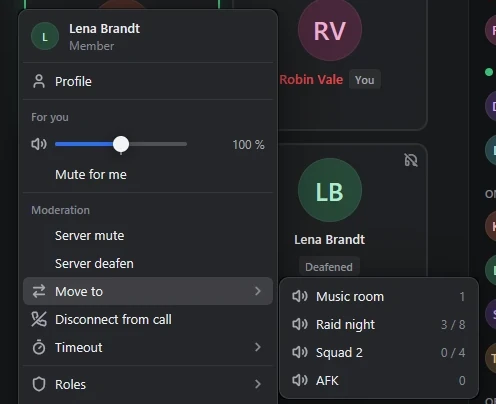 L
Lena Brandt
Member
Profile
For you
100 %
Mute for me
Moderation
Server mute
Server deafen
Move to
Disconnect from call
Timeout
Roles
RV
Robin Vale You
LB
Lena Brandt
Deafened
Music room 1
Raid night 3 / 8
Squad 2 0 / 4
AFK 0